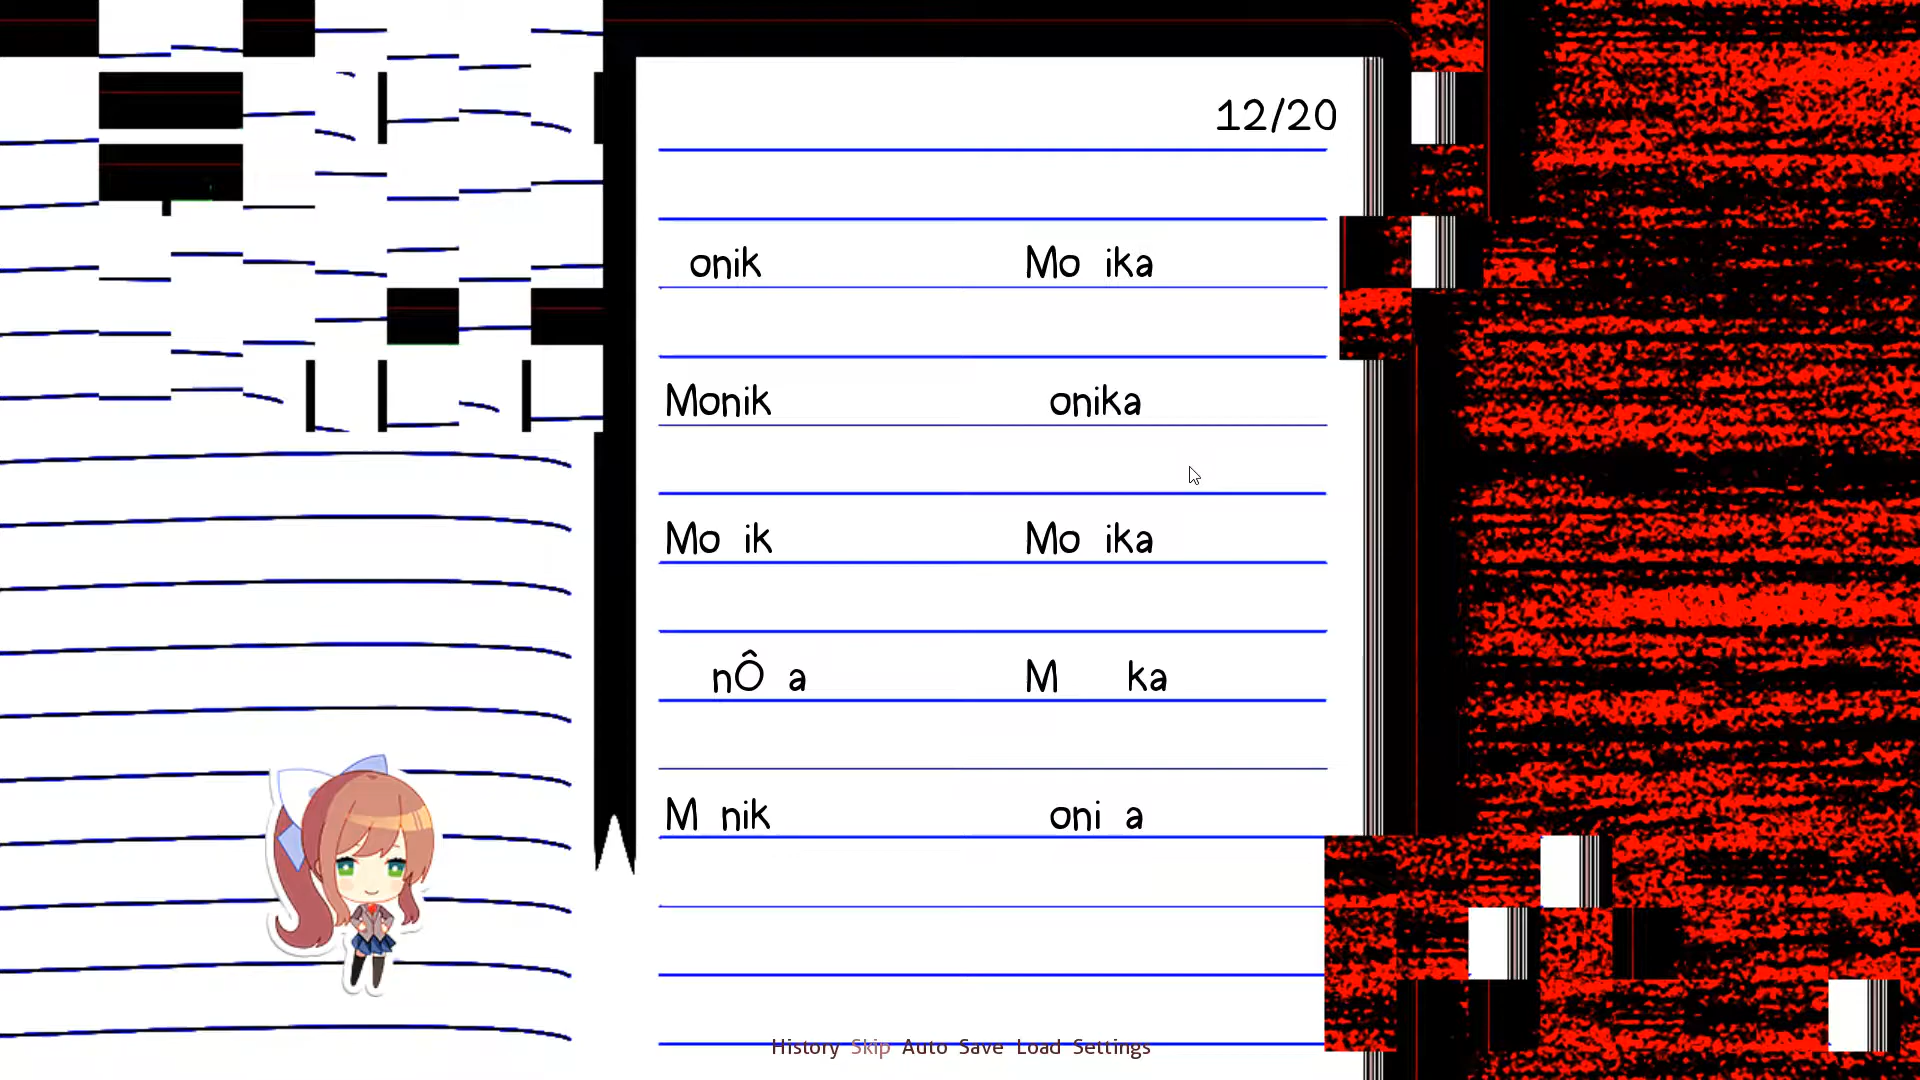 12/20
onik Mo ika
Monik onika
Mo ik Mo ika
nÔ a M ka
M nik oni a
History Skip Auto Save Load Settings